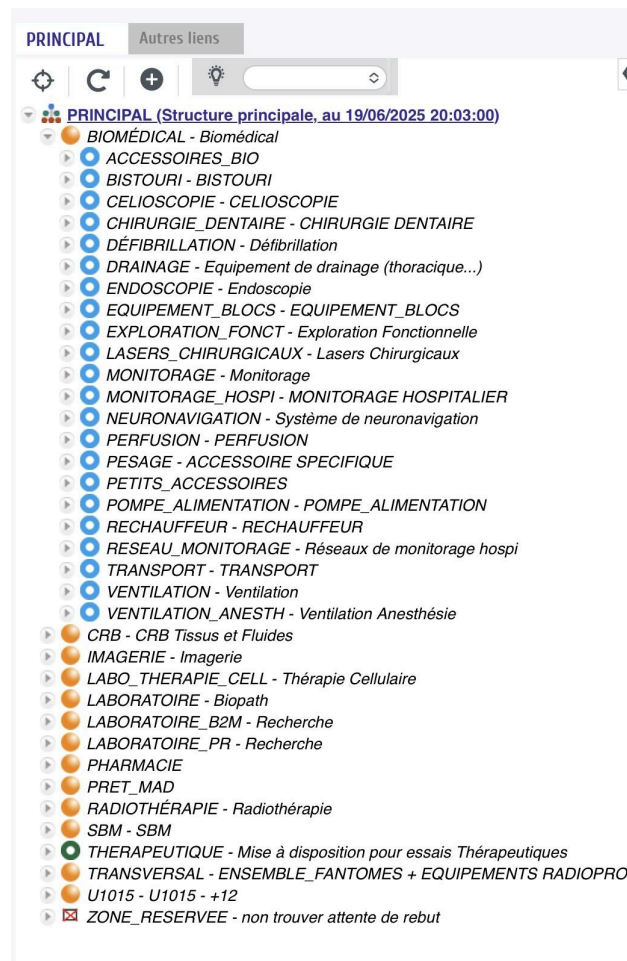 PRINCIPAL
Autres liens
PRINCIPAL (Structure principale, au 19/06/2025 20:03:00)
BIOMÉDICAL - Biomédical
ACCESSOIRES_BIO
BISTOURI - BISTOURI
CELIOSCOPIE - CELIOSCOPIE
CHIRURGIE_DENTAIRE - CHIRURGIE DENTAIRE
DÉFIBRILLATION - Défibrillation
DRAINAGE - Equipement de drainage (thoracique...)
ENDOSCOPIE - Endoscopie
EQUIPEMENT_BLOCS - EQUIPEMENT_BLOCS
EXPLORATION_FONCT - Exploration Fonctionnelle
LASERS_CHIRURGICAUX - Lasers Chirurgicaux
MONITORAGE - Monitorage
MONITORAGE_HOSPI - MONITORAGE HOSPITALIER
NEURONAVIGATION - Système de neuronavigation
PERFUSION - PERFUSION
PESAGE - ACCESSOIRE SPECIFIQUE
PETITS_ACCESSOIRES
POMPE_ALIMENTATION - POMPE_ALIMENTATION
RECHAUFFEUR - RECHAUFFEUR
RESEAU_MONITORAGE - Réseaux de monitorage hospi
TRANSPORT - TRANSPORT
VENTILATION - Ventilation
VENTILATION_ANESTH - Ventilation Anesthésie
CRB - CRB Tissus et Fluides
IMAGERIE - Imagerie
LABO_THERAPIE_CELL - Thérapie Cellulaire
LABORATOIRE - Biopath
LABORATOIRE_B2M - Recherche
LABORATOIRE_PR - Recherche
PHARMACIE
PRET_MAD
RADIOTHÉRAPIE - Radiothérapie
SBM - SBM
THERAPEUTIQUE - Mise à disposition pour essais Thérapeutiques
TRANSVERSAL - ENSEMBLE_FANTOMES + EQUIPEMENTS RADIOPRO
U1015 - U1015 - +12
ZONE_RESERVEE - non trouver attente de rebut